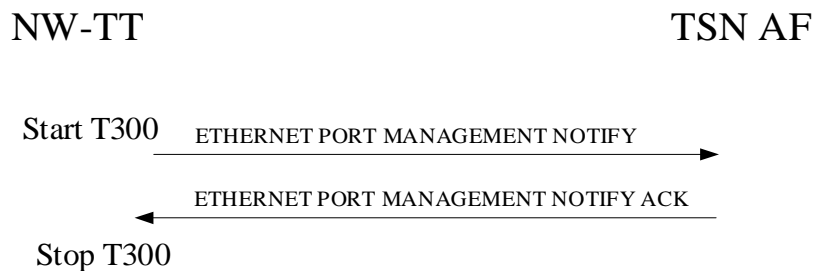 NW-TT
TSN AF
Start T300
ETHERNET PORT MANAGEMENT NOTIFY
ETHERNET PORT MANAGEMENT NOTIFY ACK
Stop T300